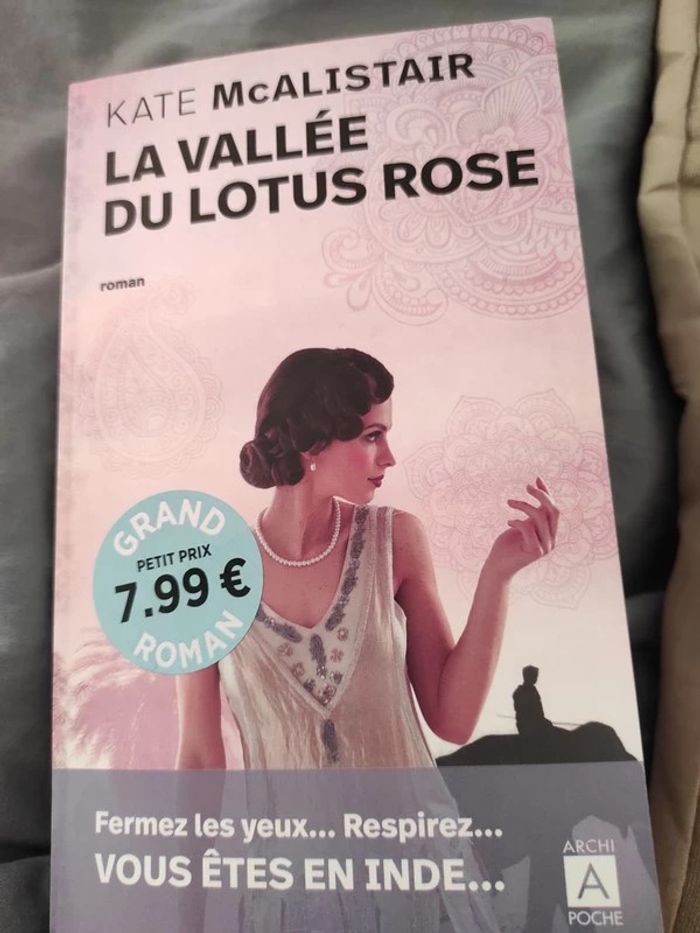 KATE McALISTAIR
LA VALLÉE
DU LOTUS ROSE
roman
GRAND
PETIT PRIX
7.99 €
ROMAN
Fermez les yeux... Respirez...
VOUS ÊTES EN INDE...
ARCHI
A
POCHE